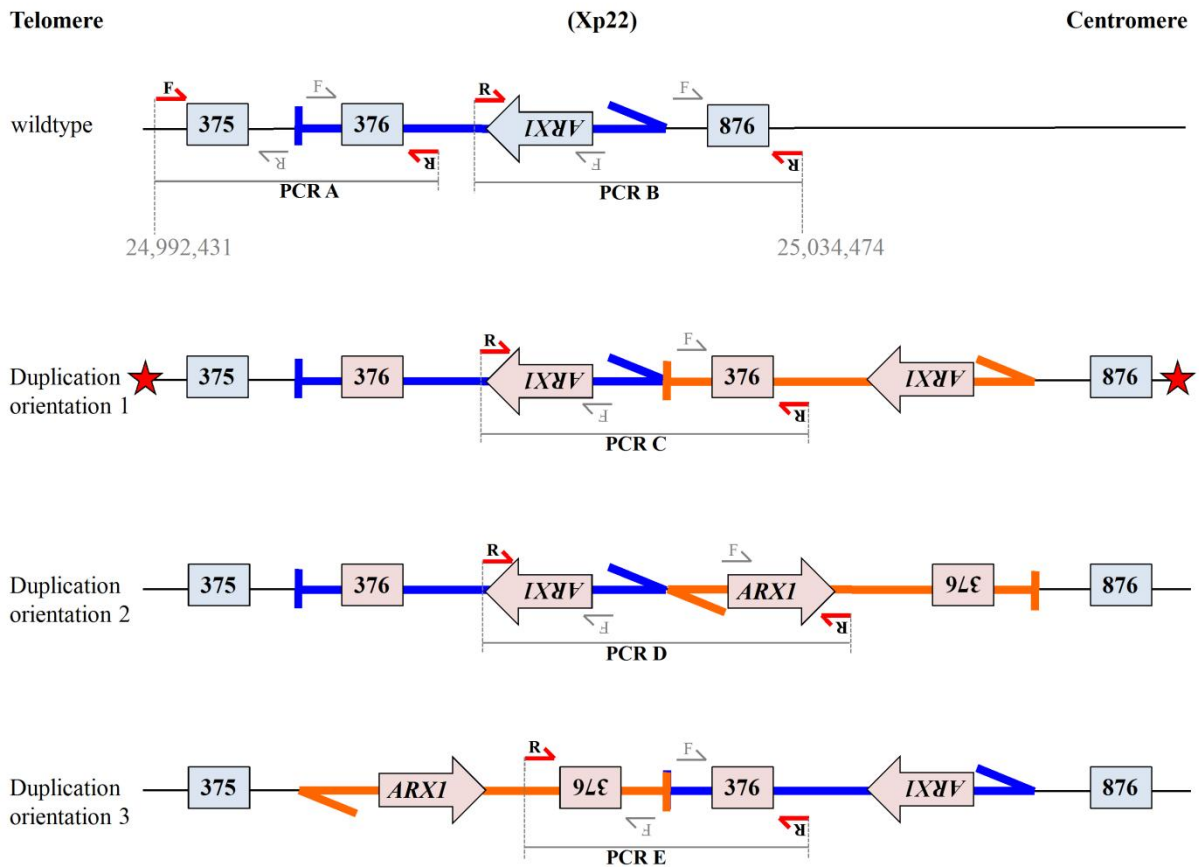 Telomere (Xp22) Centromere
F F R F
wildtype 375 376 ARX1 876
R R F R
PCR A PCR B
24,992,431 25,034,474
R F
Duplication orientation 1 375 376 ARX1 376 ARX1 876
F R
PCR C
R F
Duplication orientation 2 375 376 ARX1 ARX1 376 876
F R
PCR D
R F
Duplication orientation 3 375 ARX1 376 376 ARX1 876
F R
PCR E